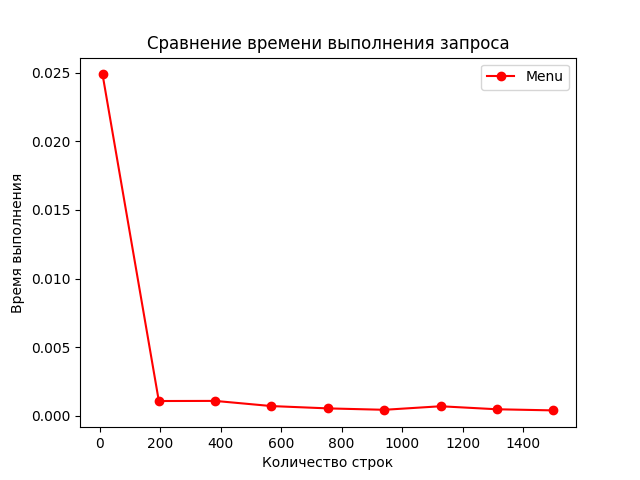 Сравнение времени выполнения запроса
Menu
Время выполнения
0.025
0.020
0.015
0.010
0.005
0.000
0 200 400 600 800 1000 1200 1400
Количество строк